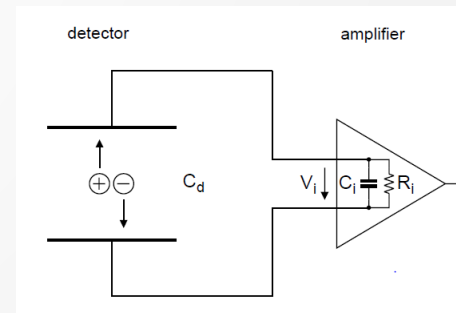 detector
amplifier
+ −
C_d
V_i
C_i
R_i